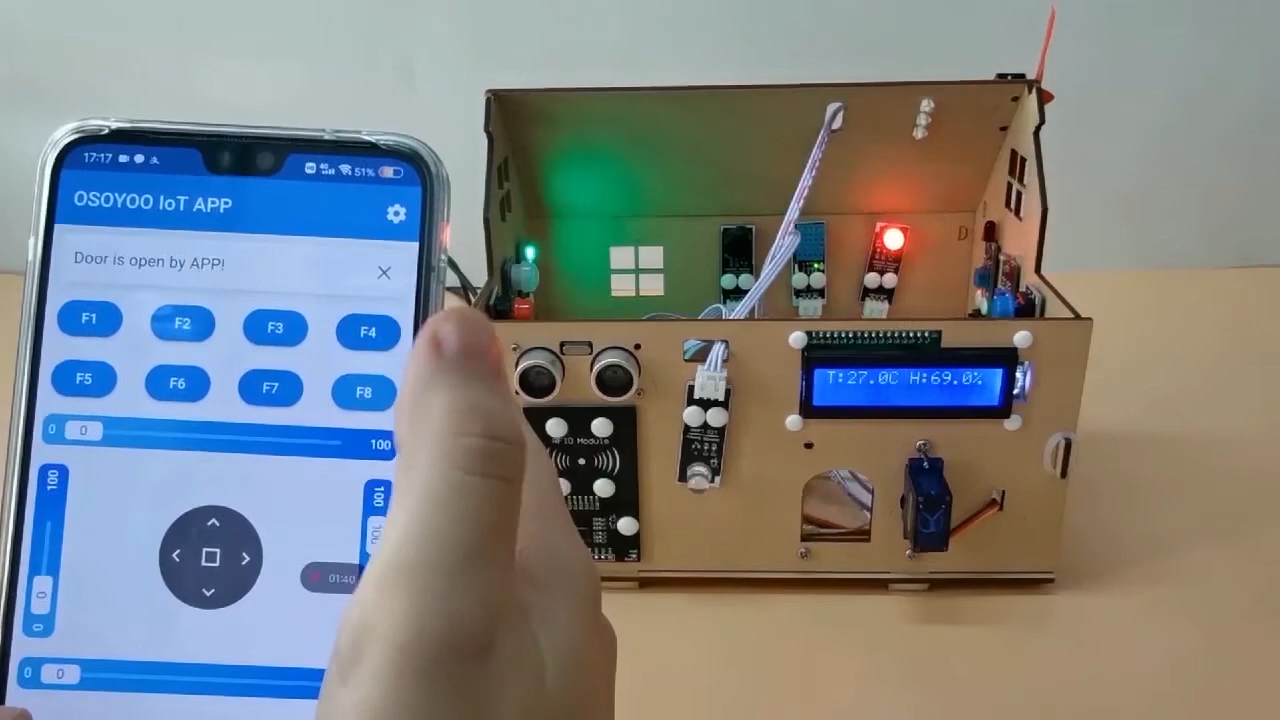 17:17
51%
OSOYOO IoT APP
Door is open by APP!
F1 F2 F3 F4
F5 F6 F7 F8
0 0 100
100
0
0
100
100
01:40
0 0
RFID Module
T:27.0C H:69.0%
D